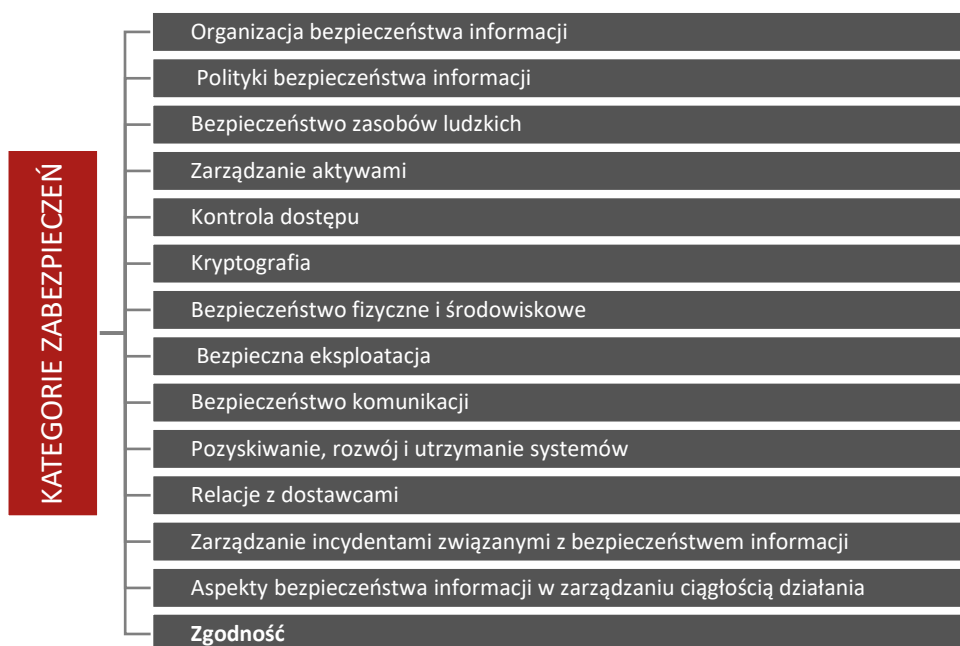 KATEGORIE ZABEZPIECZEŃ
Organizacja bezpieczeństwa informacji
Polityki bezpieczeństwa informacji
Bezpieczeństwo zasobów ludzkich
Zarządzanie aktywami
Kontrola dostępu
Kryptografia
Bezpieczeństwo fizyczne i środowiskowe
Bezpieczna eksploatacja
Bezpieczeństwo komunikacji
Pozyskiwanie, rozwój i utrzymanie systemów
Relacje z dostawcami
Zarządzanie incydentami związanymi z bezpieczeństwem informacji
Aspekty bezpieczeństwa informacji w zarządzaniu ciągłością działania
Zgodność